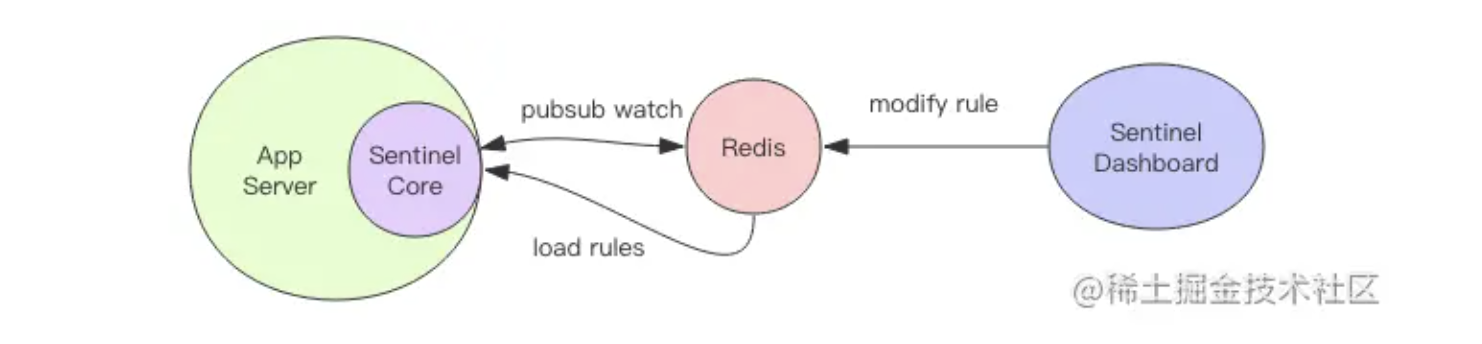 pubsub watch
modify rule
App
Server
Sentinel
Core
Redis
Sentinel
Dashboard
load rules
@稀土掘金技术社区